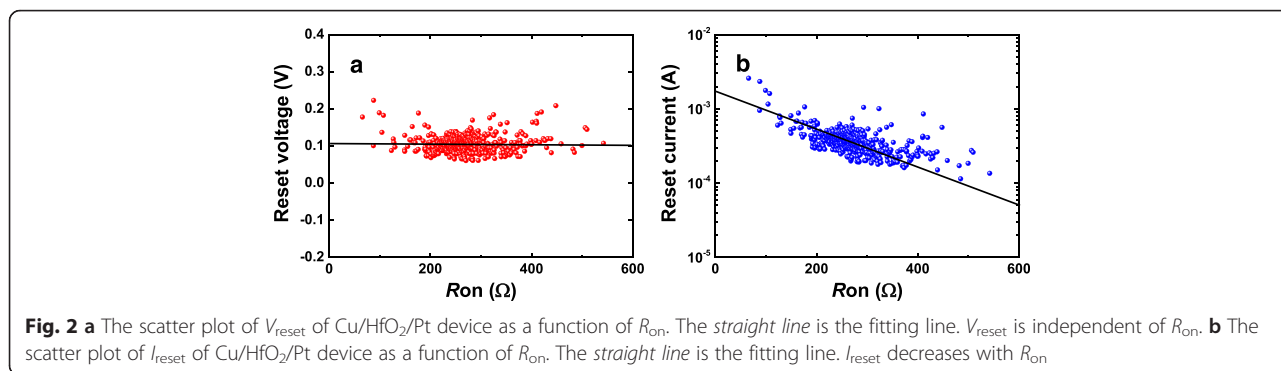 0.4
0.3
0.2
0.1
0.0
-0.1
-0.2
Reset voltage (V)
a
0 200 400 600
Ron (Ω)
10⁻²
10⁻³
10⁻⁴
10⁻⁵
Reset current (A)
b
0 200 400 600
Ron (Ω)
Fig. 2 a The scatter plot of Vreset of Cu/HfO₂/Pt device as a function of Ron. The straight line is the fitting line. Vreset is independent of Ron. b The
scatter plot of Ireset of Cu/HfO₂/Pt device as a function of Ron. The straight line is the fitting line. Ireset decreases with Ron